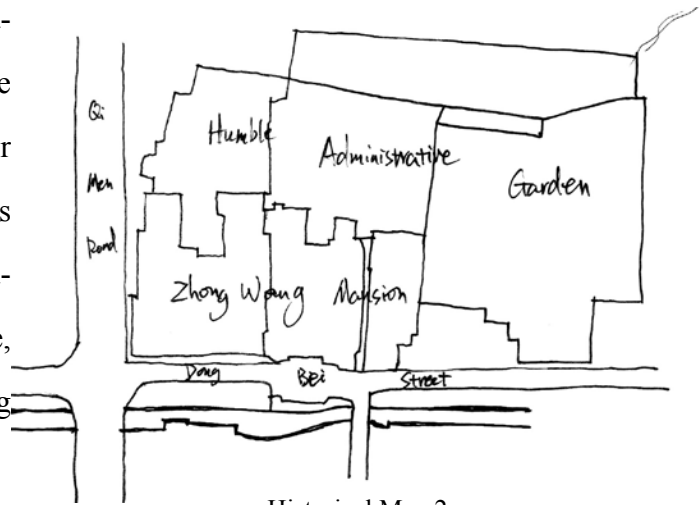 Qi
Men
Road
Humble
Administrative
Garden
Zhong Wang Mansion
Dong
Bei
Street